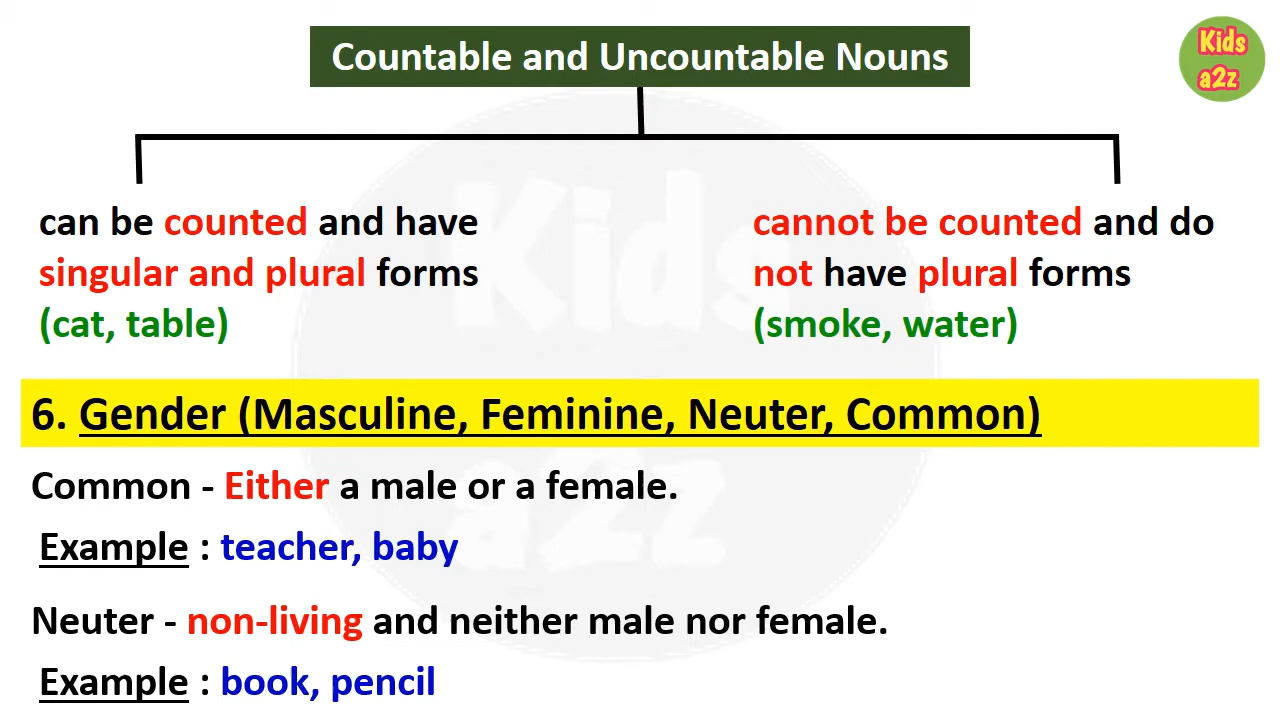 Countable and Uncountable Nouns
Kids
a2z
can be counted and have
singular and plural forms
(cat, table)
cannot be counted and do
not have plural forms
(smoke, water)
Kids
a2z
6. Gender (Masculine, Feminine, Neuter, Common)
Common - Either a male or a female.
Example : teacher, baby
Neuter - non-living and neither male nor female.
Example : book, pencil